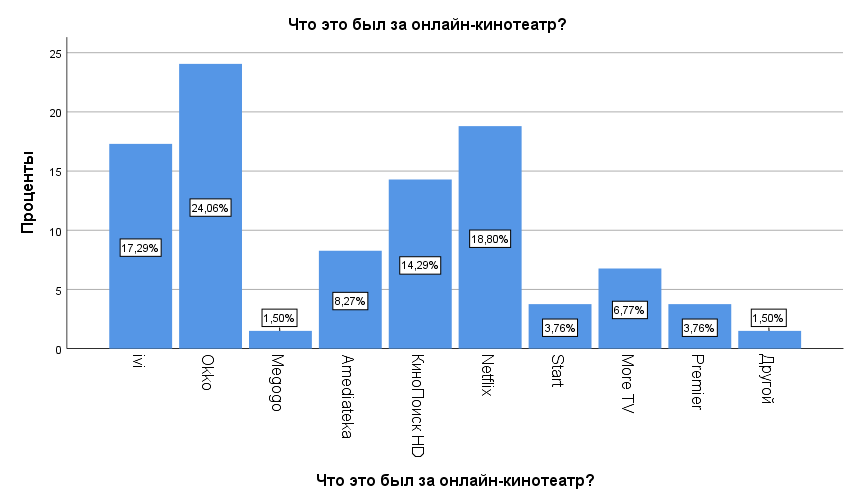 Что это был за онлайн-кинотеатр?
Проценты
25
20
15
10
5
0
17,29%
24,06%
1,50%
8,27%
14,29%
18,80%
3,76%
6,77%
3,76%
1,50%
ivi
Okko
Megogo
Amediateka
КиноПоиск HD
Netflix
Start
More TV
Premier
Другой
Что это был за онлайн-кинотеатр?